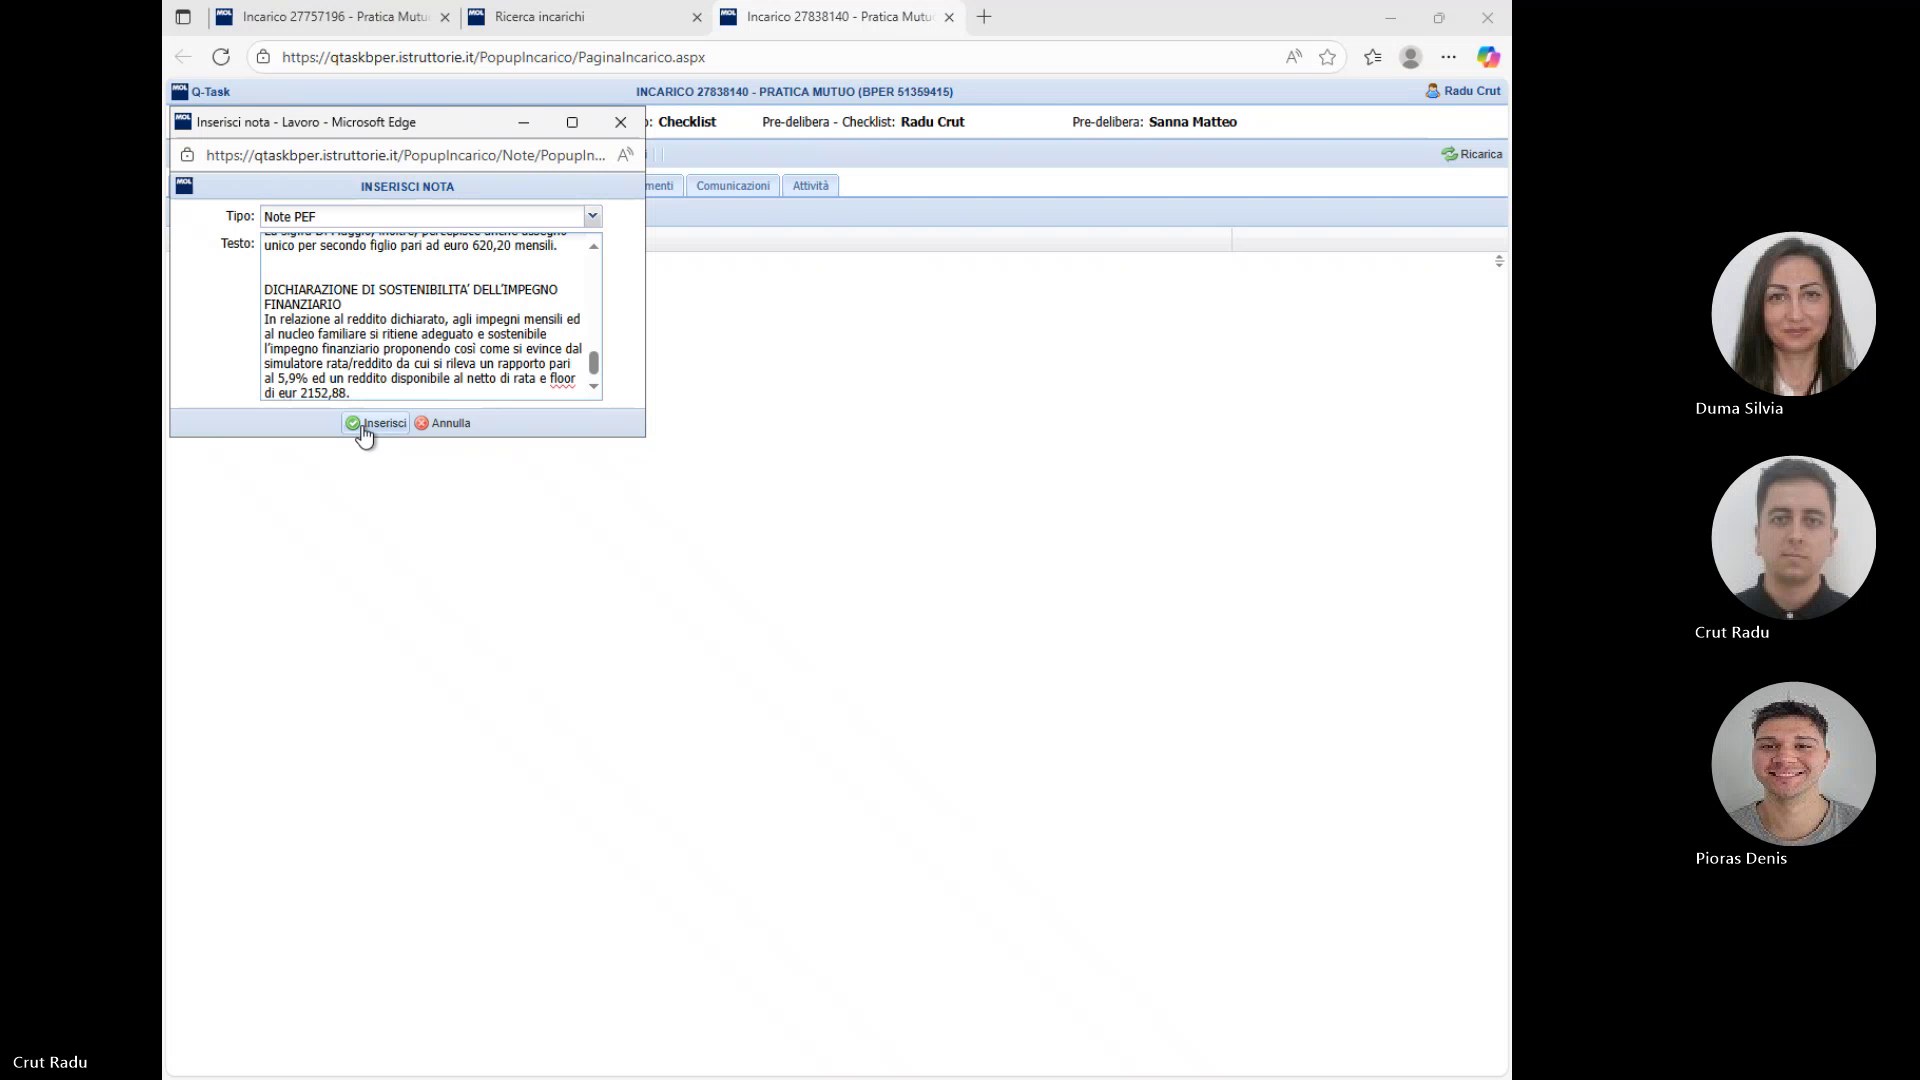 Incarico 27757196 - Pratica Mutu
Ricerca incarichi
Incarico 27838140 - Pratica Mutu
https://qtaskbper.istruttorie.it/PopupIncarico/PaginaIncarico.aspx
MOL Q-Task
INCARICO 27838140 - PRATICA MUTUO (BPER 51359415)
Radu Crut
Inserisci nota - Lavoro - Microsoft Edge
Checklist
Pre-delibera - Checklist: Radu Crut
Pre-delibera: Sanna Matteo
https://qtaskbper.istruttorie.it/PopupIncarico/Note/PopupIn...
Ricarica
MOL
INSERISCI NOTA
menti
Comunicazioni
Attività
Tipo: Note PEF
Testo:
unico per secondo figlio pari ad euro 620,20 mensili.
DICHIARAZIONE DI SOSTENIBILITA' DELL'IMPEGNO
FINANZIARIO
In relazione al reddito dichiarato, agli impegni mensili ed
al nucleo familiare si ritiene adeguato e sostenibile
l'impegno finanziario proponendo così come si evince dal
simulatore rata/reddito da cui si rileva un rapporto pari
al 5,9% ed un reddito disponibile al netto di rata e floor
di eur 2152,88.
Inserisci
Annulla
Duma Silvia
Crut Radu
Pioras Denis
Crut Radu